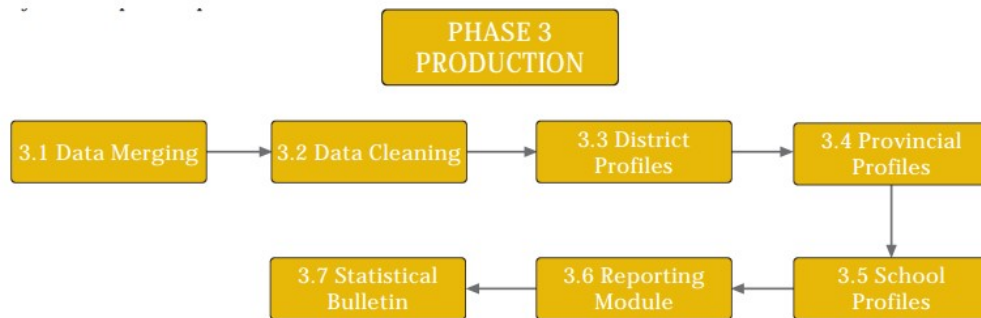 PHASE 3
PRODUCTION
3.1 Data Merging
3.2 Data Cleaning
3.3 District
Profiles
3.4 Provincial
Profiles
3.5 School
Profiles
3.6 Reporting
Module
3.7 Statistical
Bulletin